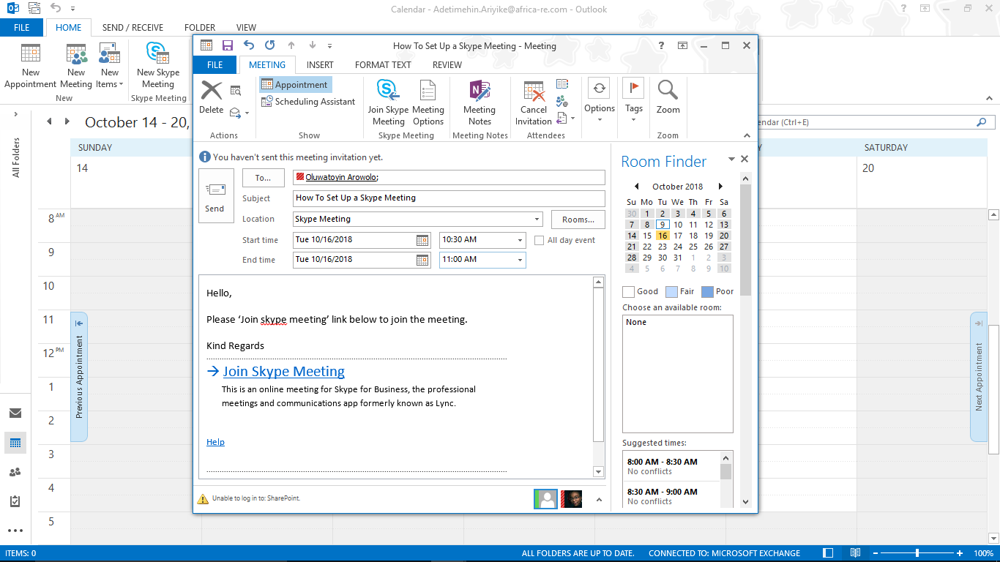 Calendar - Adetimehin.Ariyike@africa-re.com - Outlook
FILE HOME SEND / RECEIVE FOLDER VIEW
New Appointment
New Meeting
New Items
New
New Skype Meeting
Skype Meeting
How To Set Up a Skype Meeting - Meeting
FILE MEETING INSERT FORMAT TEXT REVIEW
Delete
Actions
Appointment
Scheduling Assistant
Show
Join Skype Meeting
Meeting Options
Skype Meeting
Meeting Notes
Meeting Notes
Cancel Invitation
Attendees
Options
Tags
Zoom
Zoom
All Folders
October 14 - 20,
endar (Ctrl+E)
SUNDAY
14
Y
SATURDAY
20
8 AM
9
10
11
12 PM
1
2
3
4
5
Previous Appointment
Next Appointment
You haven't sent this meeting invitation yet.
Send
To... Oluwatoyin Arowolo;
Subject How To Set Up a Skype Meeting
Location Skype Meeting Rooms...
Start time Tue 10/16/2018 10:30 AM All day event
End time Tue 10/16/2018 11:00 AM
Hello,
Please ‘Join skype meeting’ link below to join the meeting.
Kind Regards
Join Skype Meeting
This is an online meeting for Skype for Business, the professional
meetings and communications app formerly known as Lync.
Help
Unable to log in to: SharePoint.
Room Finder
October 2018
Su Mo Tu We Th Fr Sa
30 1 2 3 4 5 6
7 8 9 10 11 12 13
14 15 16 17 18 19 20
21 22 23 24 25 26 27
28 29 30 31 1 2 3
4 5 6 7 8 9 10
Good Fair Poor
Choose an available room:
None
Suggested times:
8:00 AM - 8:30 AM
No conflicts
8:30 AM - 9:00 AM
No conflicts
ITEMS: 0
ALL FOLDERS ARE UP TO DATE. CONNECTED TO: MICROSOFT EXCHANGE 100%